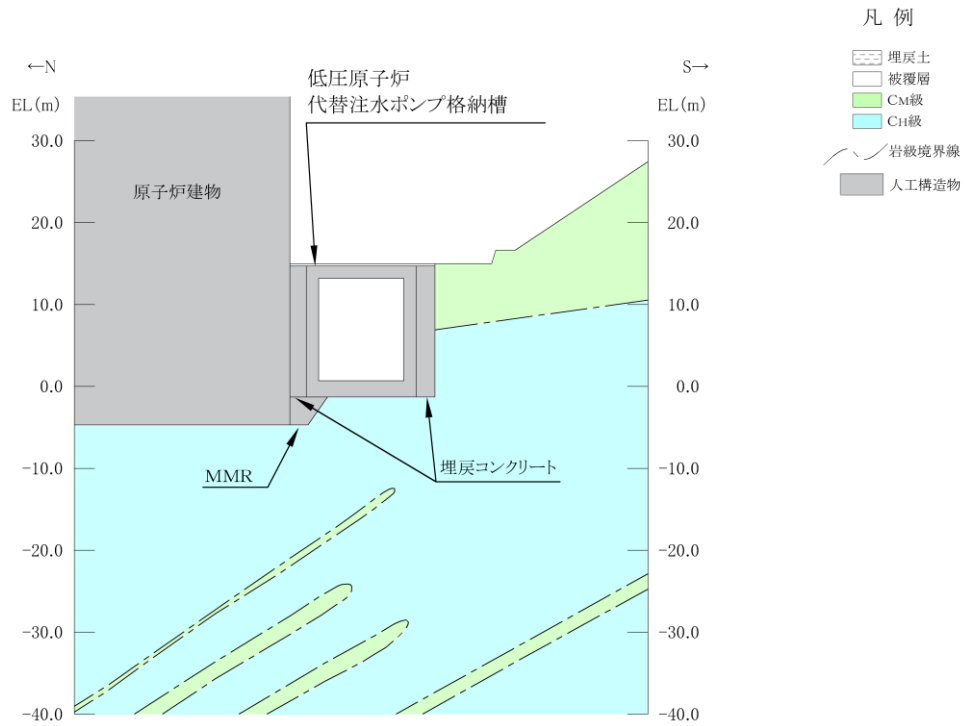 凡 例
埋戻土
被覆層
CM級
CH級
岩級境界線
人工構造物
←N
S→
EL(m)
EL(m)
低圧原子炉
代替注水ポンプ格納槽
原子炉建物
30.0
20.0
10.0
0.0
-10.0
-20.0
-30.0
-40.0
30.0
20.0
10.0
0.0
-10.0
-20.0
-30.0
-40.0
MMR
埋戻コンクリート